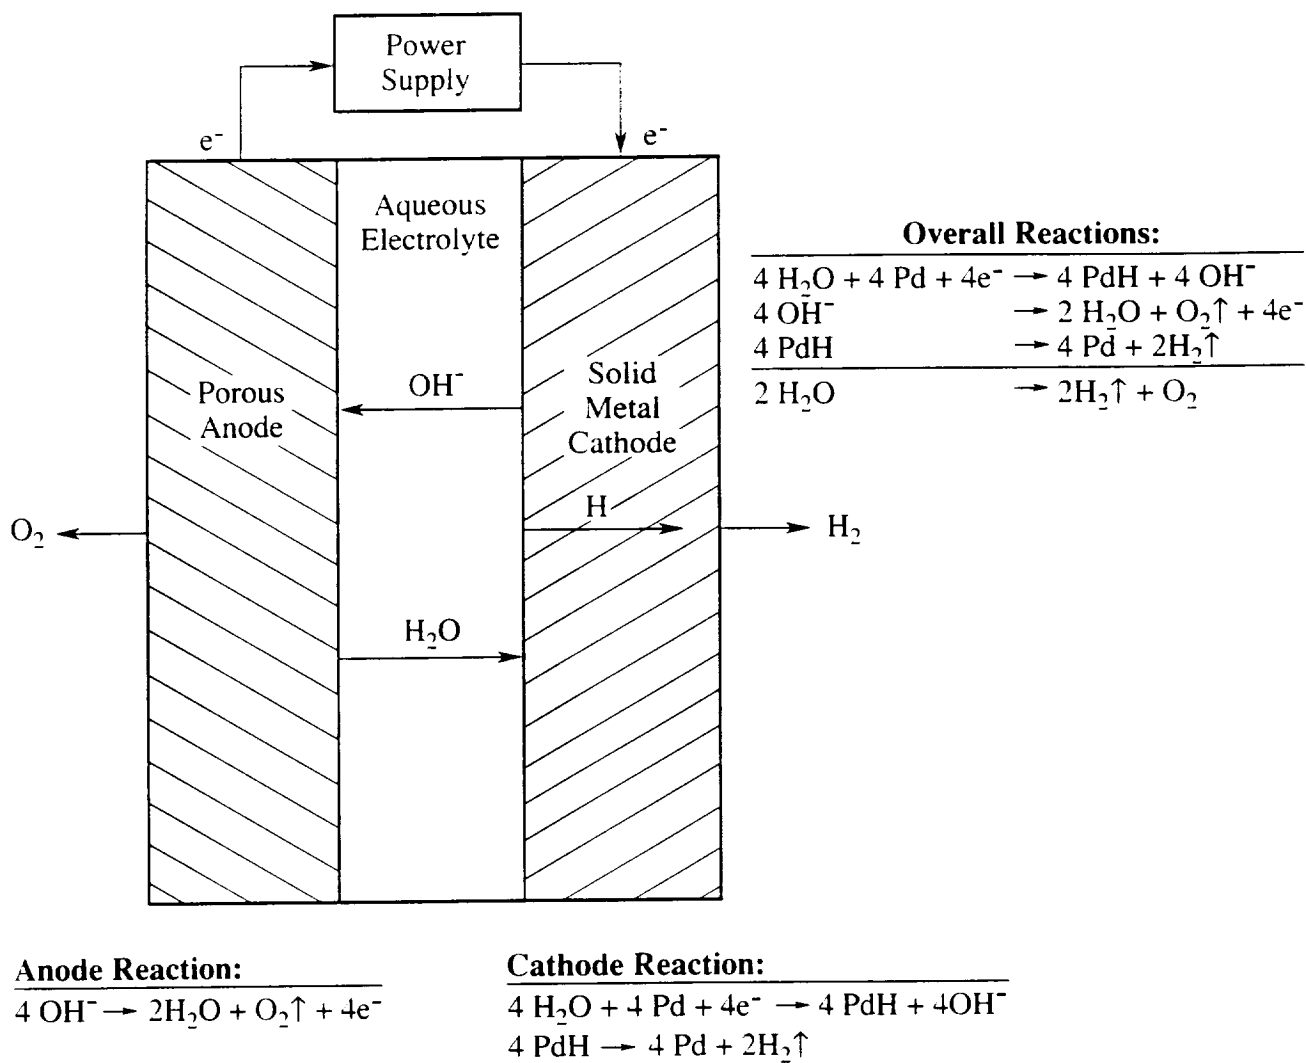 Power
Supply
e⁻
e⁻
Aqueous
Electrolyte
Porous
Anode
OH⁻
Solid
Metal
Cathode
H
H₂O
O₂
H₂
Overall Reactions:
4 H₂O + 4 Pd + 4e⁻ → 4 PdH + 4 OH⁻
4 OH⁻ → 2 H₂O + O₂↑ + 4e⁻
4 PdH → 4 Pd + 2H₂↑
2 H₂O → 2H₂↑ + O₂
Anode Reaction:
4 OH⁻ → 2H₂O + O₂↑ + 4e⁻
Cathode Reaction:
4 H₂O + 4 Pd + 4e⁻ → 4 PdH + 4OH⁻
4 PdH → 4 Pd + 2H₂↑